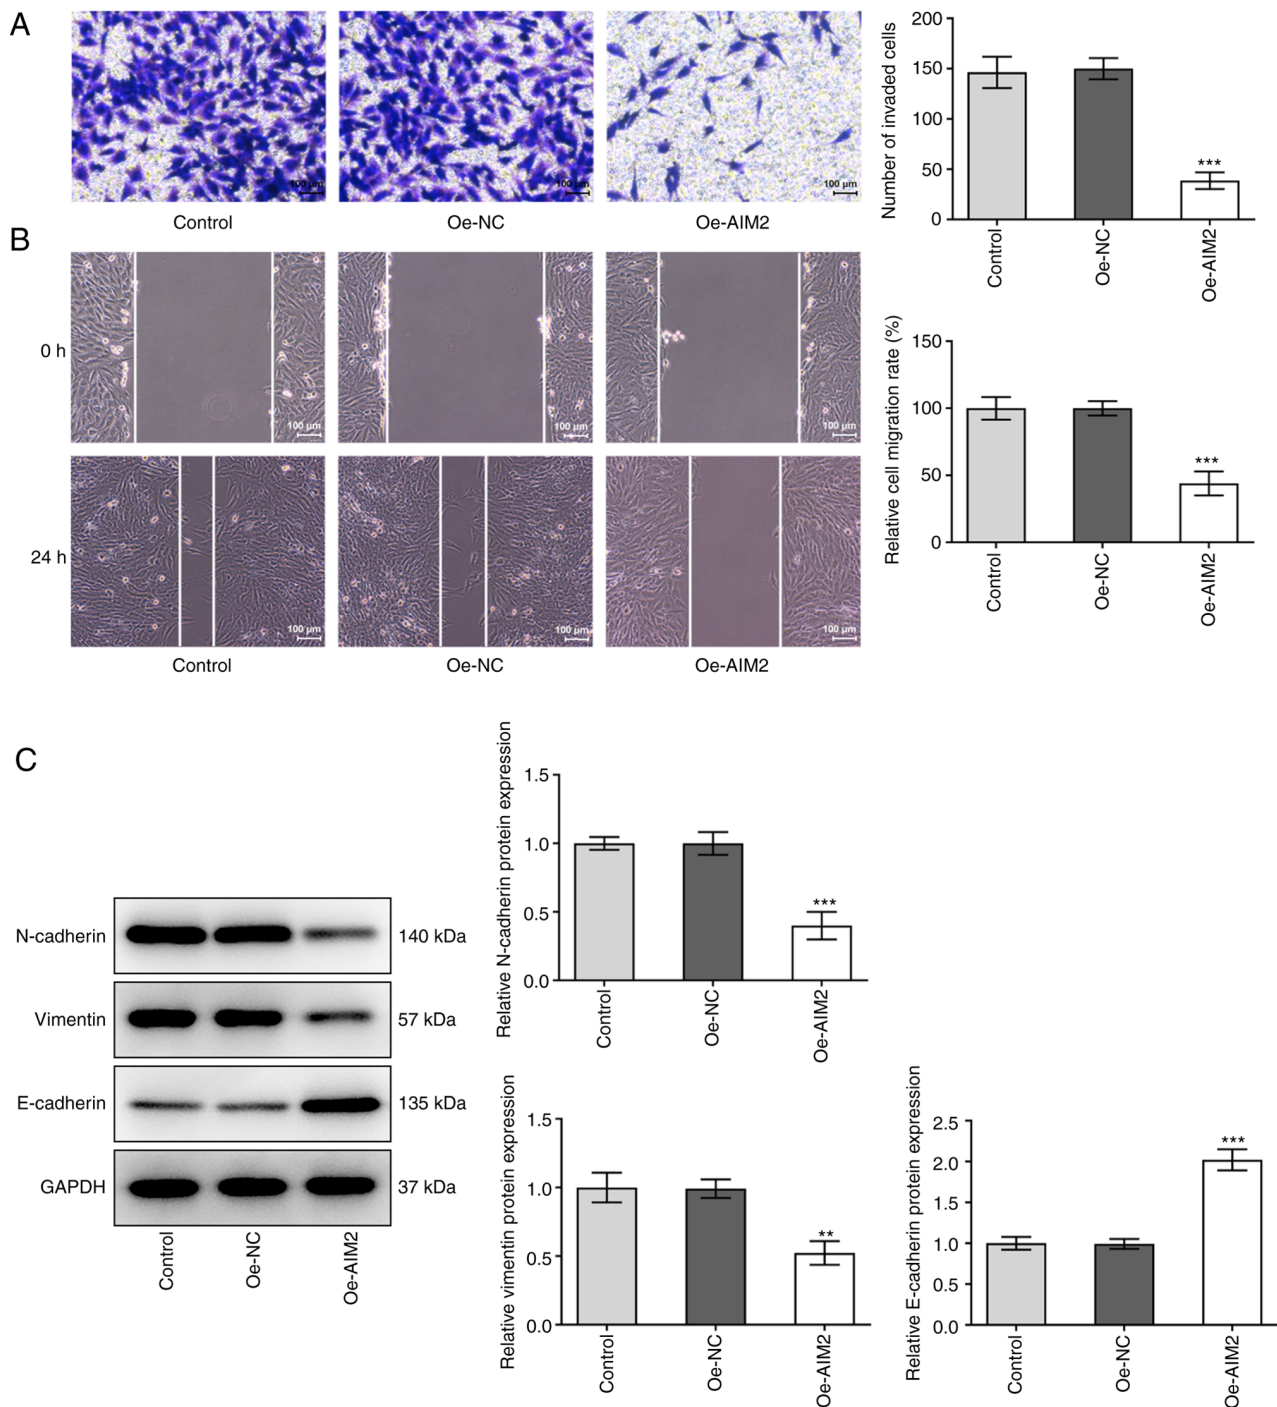 A
100 µm
100 µm
100 µm
Control
Oe-NC
Oe-AIM2
Number of invaded cells
200
150
100
50
0
***
Control
Oe-NC
Oe-AIM2
B
0 h
100 µm
100 µm
100 µm
24 h
100 µm
100 µm
100 µm
Control
Oe-NC
Oe-AIM2
Relative cell migration rate (%)
150
100
50
0
***
Control
Oe-NC
Oe-AIM2
C
N-cadherin
140 kDa
Vimentin
57 kDa
E-cadherin
135 kDa
GAPDH
37 kDa
Control
Oe-NC
Oe-AIM2
Relative N-cadherin protein expression
1.5
1.0
0.5
0.0
***
Control
Oe-NC
Oe-AIM2
Relative vimentin protein expression
1.5
1.0
0.5
0.0
**
Control
Oe-NC
Oe-AIM2
Relative E-cadherin protein expression
2.5
2.0
1.5
1.0
0.5
0.0
***
Control
Oe-NC
Oe-AIM2